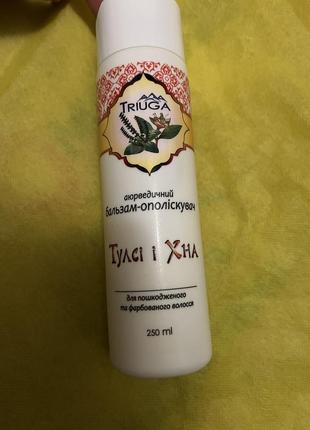 TRIUGA
аюрведичний
бальзам-ополіскувач
Тулсі і Хна
для пошкодженого
та фарбованого волосся
250 ml